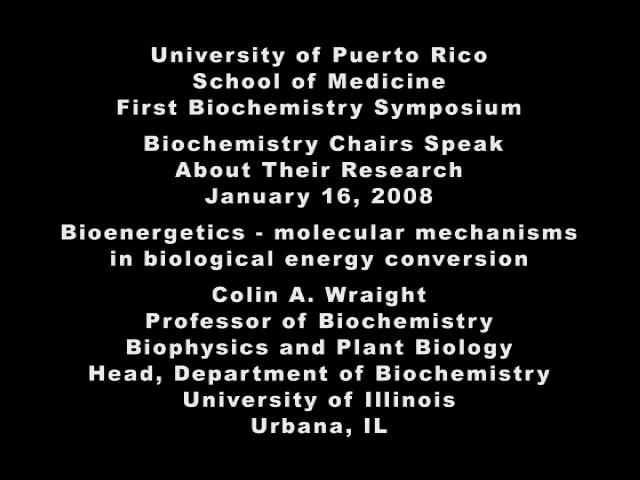 University of Puerto Rico
School of Medicine
First Biochemistry Symposium
Biochemistry Chairs Speak
About Their Research
January 16, 2008
Bioenergetics - molecular mechanisms
in biological energy conversion
Colin A. Wraight
Professor of Biochemistry
Biophysics and Plant Biology
Head, Department of Biochemistry
University of Illinois
Urbana, IL